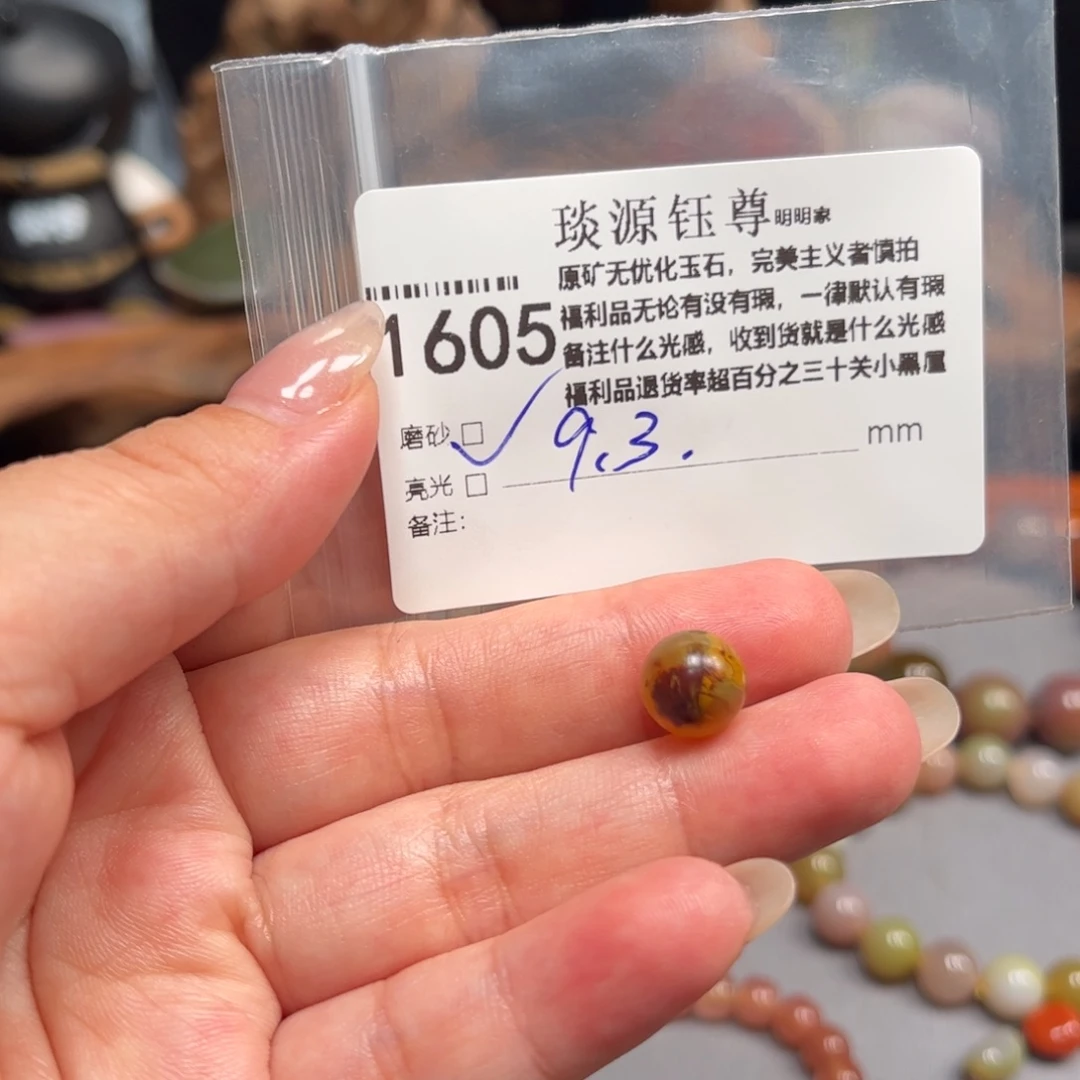 琰源钰尊明明家
原矿无优化玉石，完美主义者慎拍
福利品无论有没有瑕，一律默认有瑕
1605
备注什么光感，收到货就是什么光感
福利品退货率超百分之三十关小黑屋
磨砂 □ 9.3. mm
亮光 □
备注：